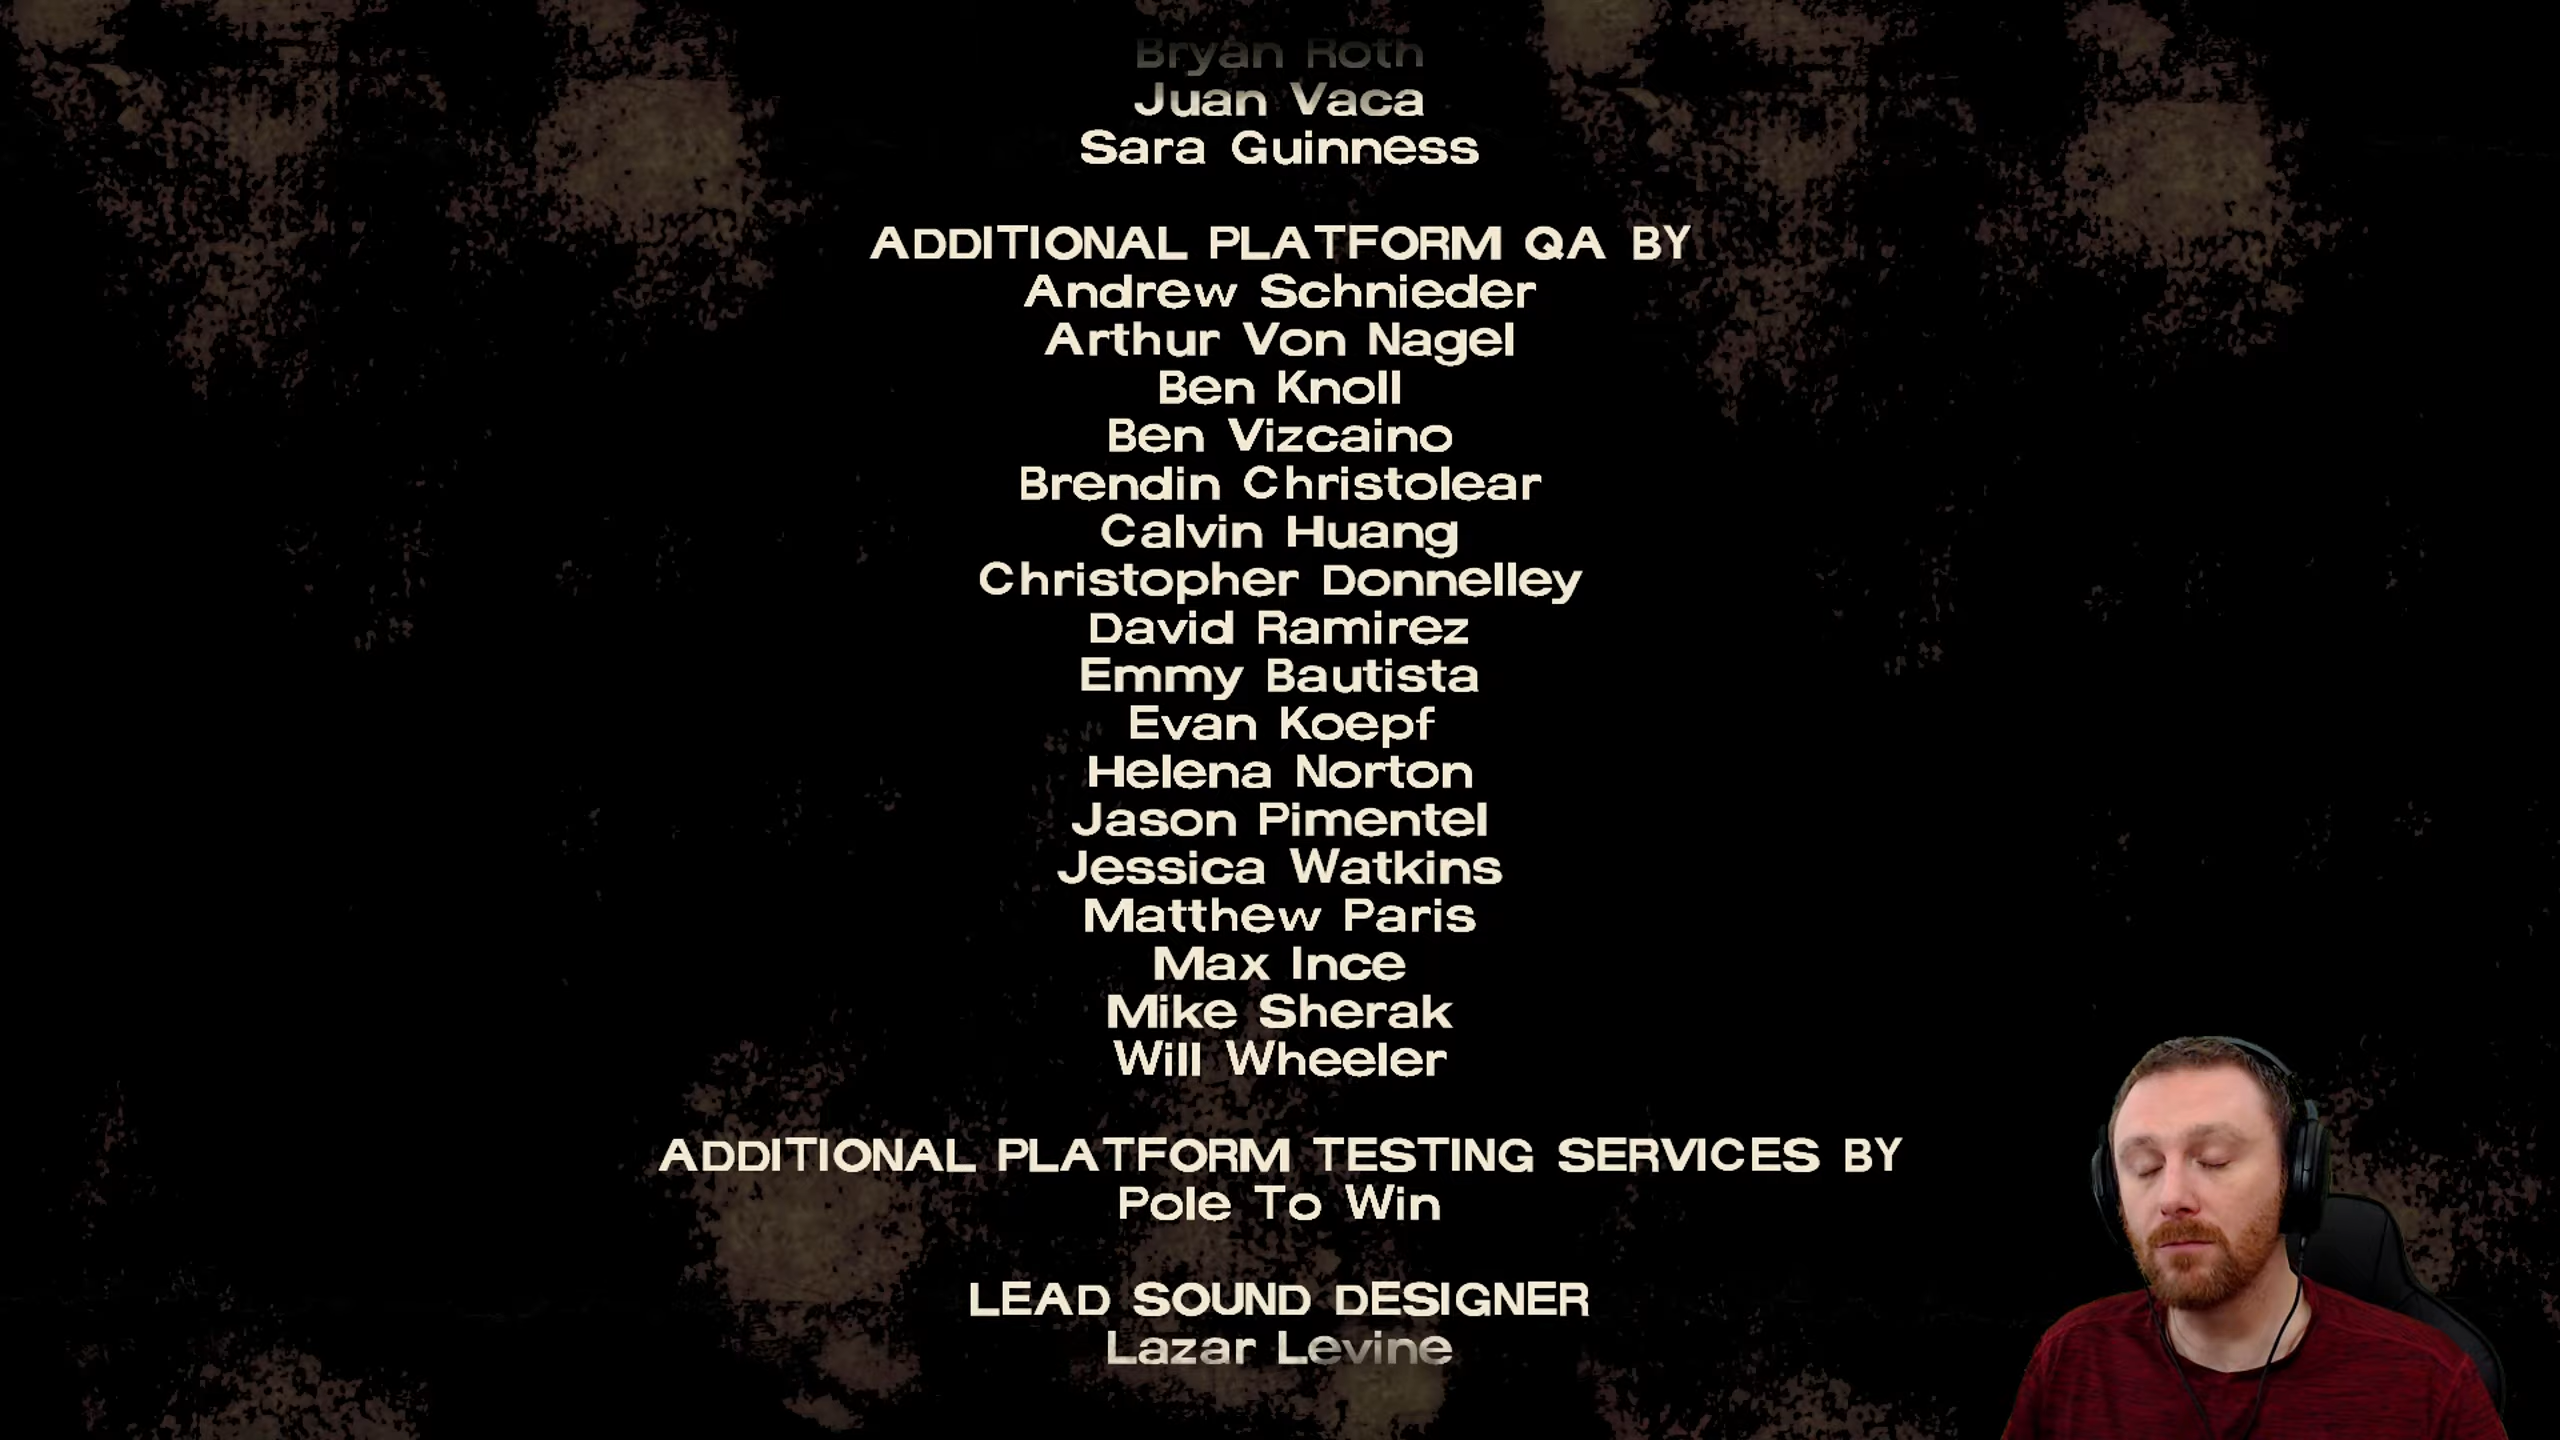 Bryan Roth
Juan Vaca
Sara Guinness
ADDITIONAL PLATFORM QA BY
Andrew Schnieder
Arthur Von Nagel
Ben Knoll
Ben Vizcaino
Brendin Christolear
Calvin Huang
Christopher Donnelley
David Ramirez
Emmy Bautista
Evan Koepf
Helena Norton
Jason Pimentel
Jessica Watkins
Matthew Paris
Max Ince
Mike Sherak
Will Wheeler
ADDITIONAL PLATFORM TESTING SERVICES BY
Pole To Win
LEAD SOUND DESIGNER
Lazar Levine